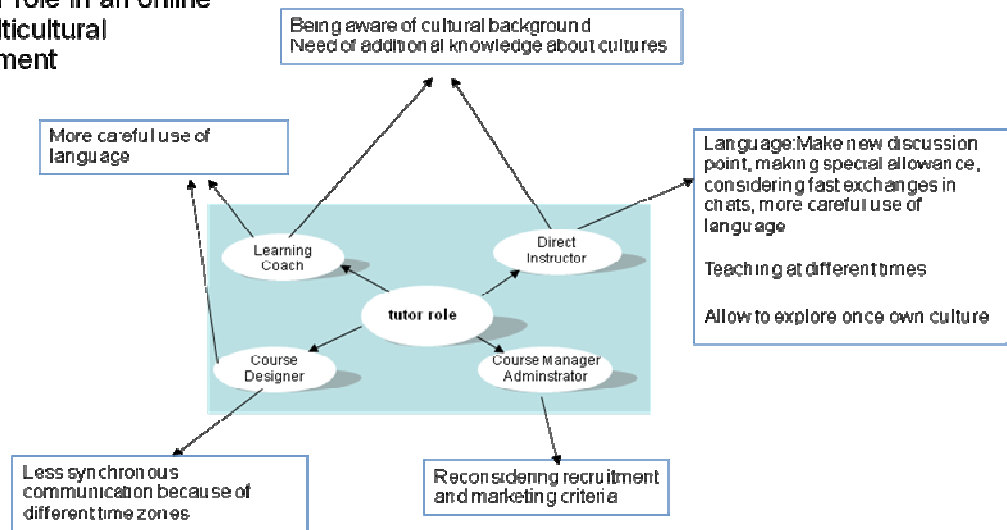 role in an online
lticultural
ment
Being aware of cultural background
Need of additional knowledge about cultures
More careful use of
language
Language:Make new discussion
point, making special allowance,
considering fast exchanges in
chats, more careful use of
language
Teaching at different times
Allow to explore once own culture
Learning
Coach
Direct
Instructor
tutor role
Course
Designer
Course Manager
Adminstrator
Less synchronous
communication because of
different time zones
Reconsidering recruitment
and marketing criteria